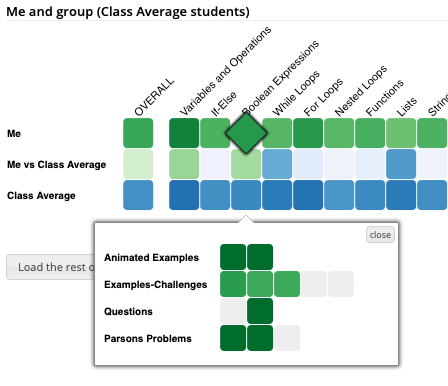 Me and group (Class Average students)
OVERALL
Variables and Operations
If-Else
Boolean Expressions
While Loops
For Loops
Nested Loops
Functions
Lists
String
Me
Me vs Class Average
Class Average
close
Load the rest o
Animated Examples
Examples-Challenges
Questions
Parsons Problems